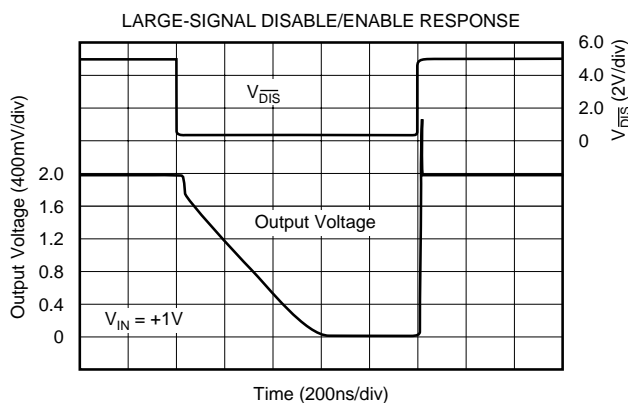 LARGE-SIGNAL DISABLE/ENABLE RESPONSE
6.0
4.0
2.0
0
V_DIS (2V/div)
V_DIS
Output Voltage (400mV/div)
2.0
1.6
1.2
0.8
0.4
0
Output Voltage
V_IN = +1V
Time (200ns/div)